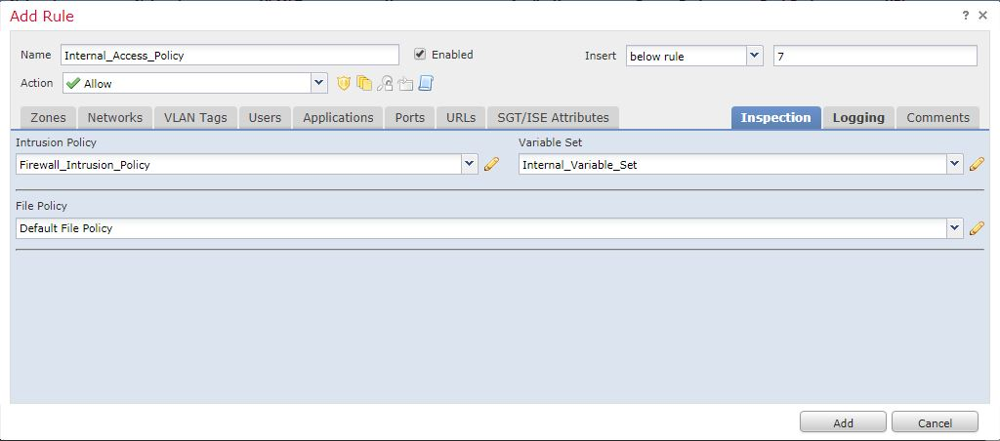 Add Rule ?
Name Internal_Access_Policy Enabled Insert below rule 7
Action Allow
Zones Networks VLAN Tags Users Applications Ports URLs SGT/ISE Attributes Inspection Logging Comments
Intrusion Policy Variable Set
Firewall_Intrusion_Policy Internal_Variable_Set
File Policy
Default File Policy
Add Cancel